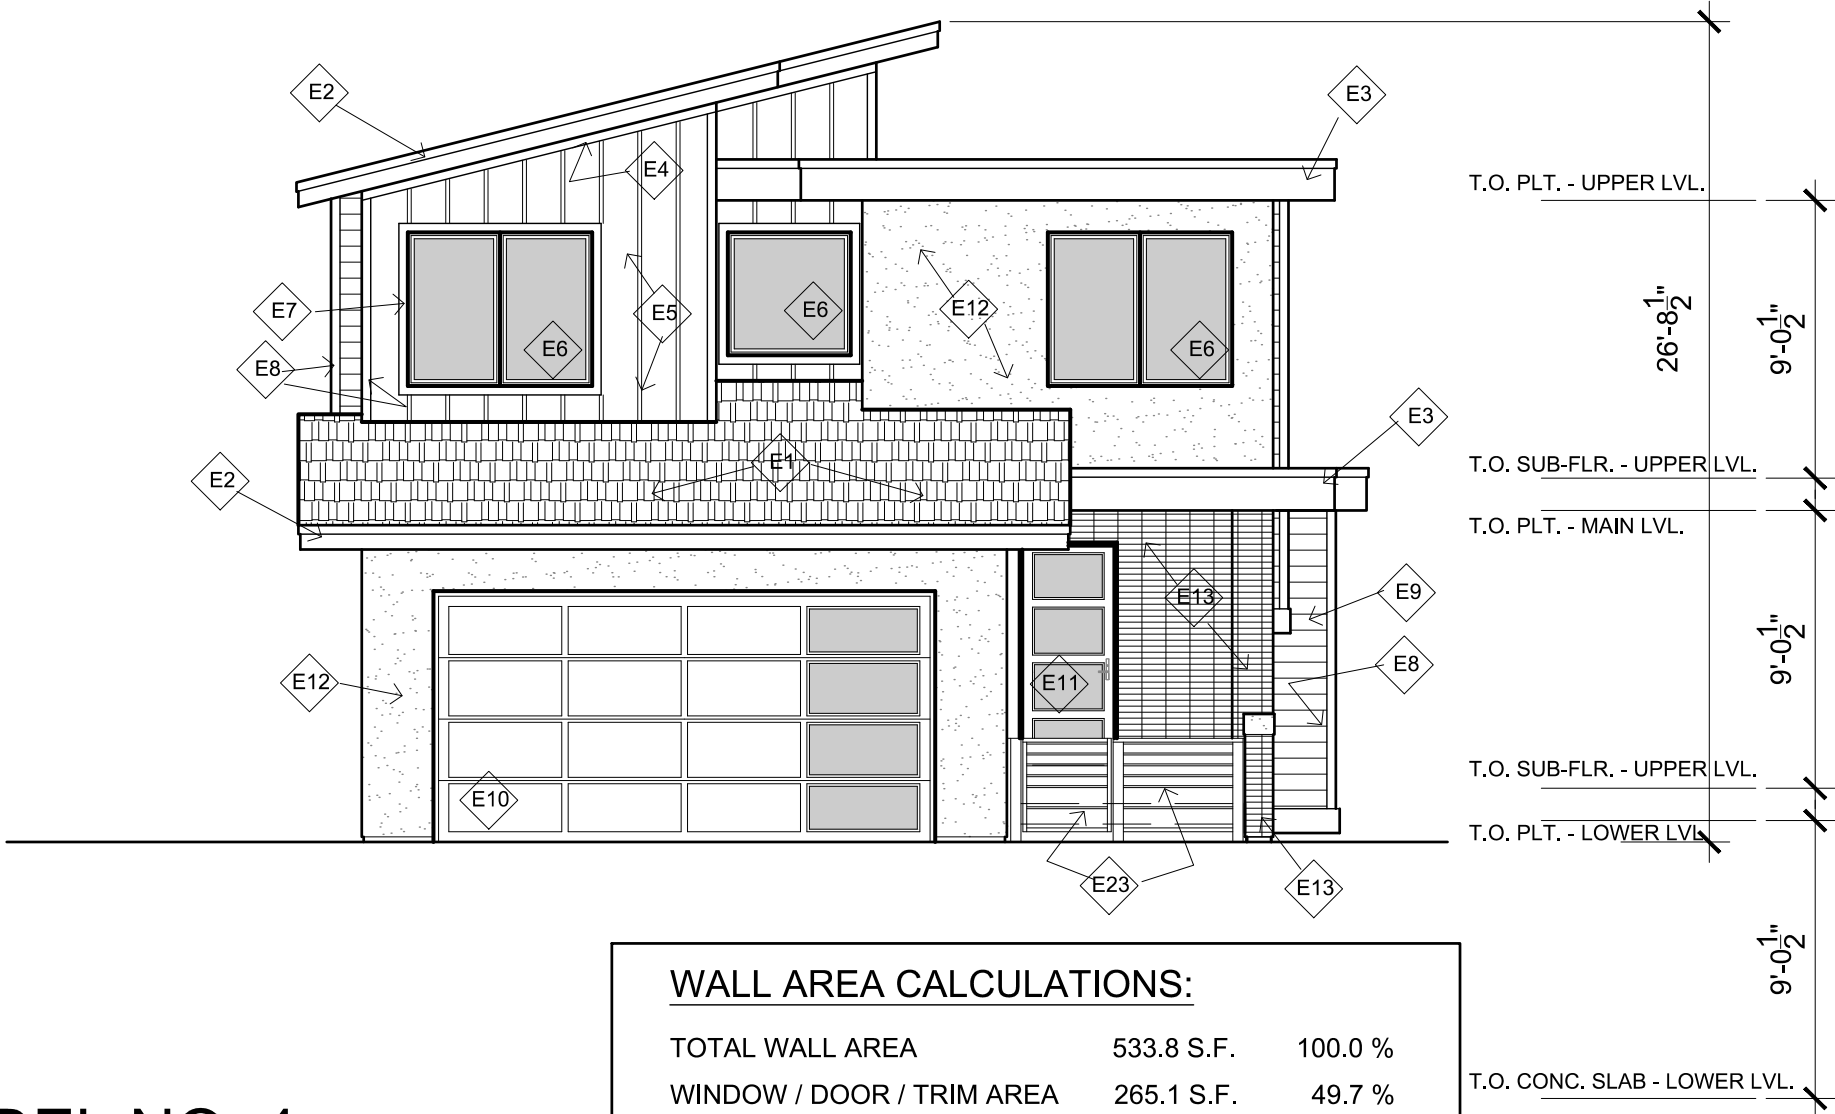 E2
E3
E4
T.O. PLT. - UPPER LVL.
E7
E6
E5
E6
E12
E6
26'-8 1/2"
9'-0 1/2"
E8
E3
E1
T.O. SUB-FLR. - UPPER LVL.
E2
T.O. PLT. - MAIN LVL.
E13
E9
E12
E11
E8
9'-0 1/2"
E10
T.O. SUB-FLR. - UPPER LVL.
T.O. PLT. - LOWER LVL
E23
E13
9'-0 1/2"
WALL AREA CALCULATIONS:
TOTAL WALL AREA 533.8 S.F. 100.0 %
WINDOW / DOOR / TRIM AREA 265.1 S.F. 49.7 %
T.O. CONC. SLAB - LOWER LVL.